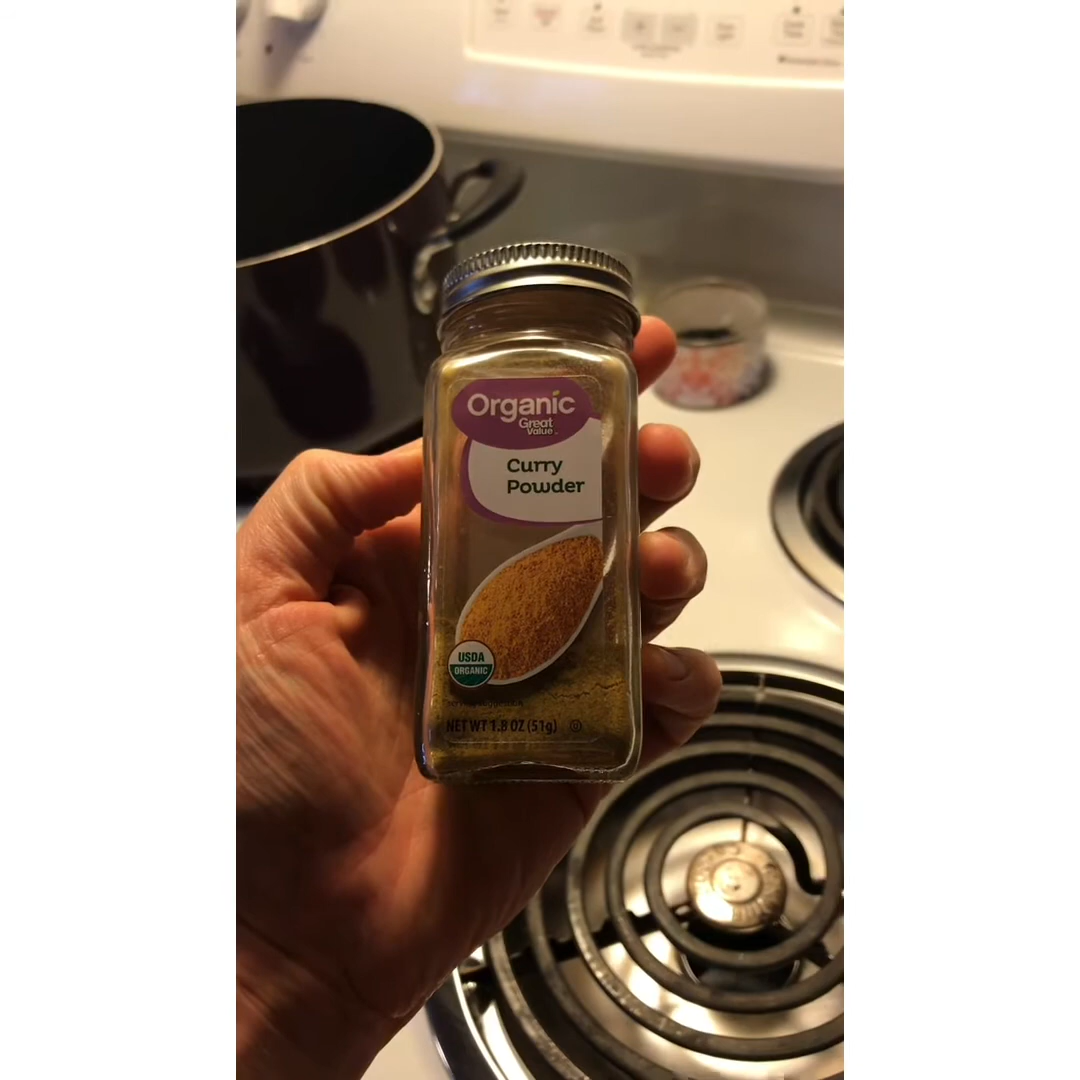 Organic
Great
Value
Curry
Powder
USDA
ORGANIC
NET WT 1.8 OZ (51g)
U